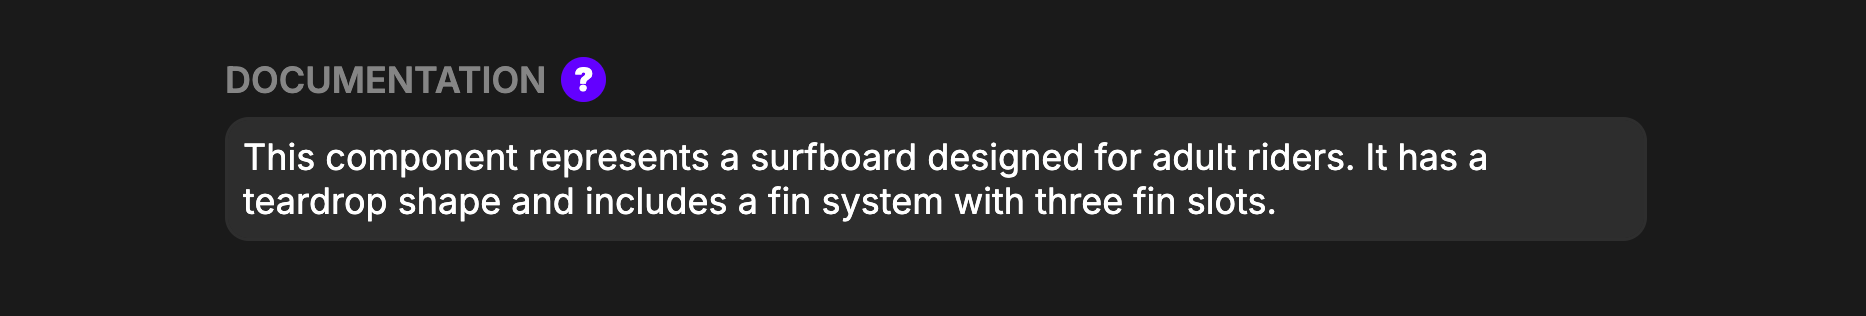 DOCUMENTATION ?
This component represents a surfboard designed for adult riders. It has a
teardrop shape and includes a fin system with three fin slots.